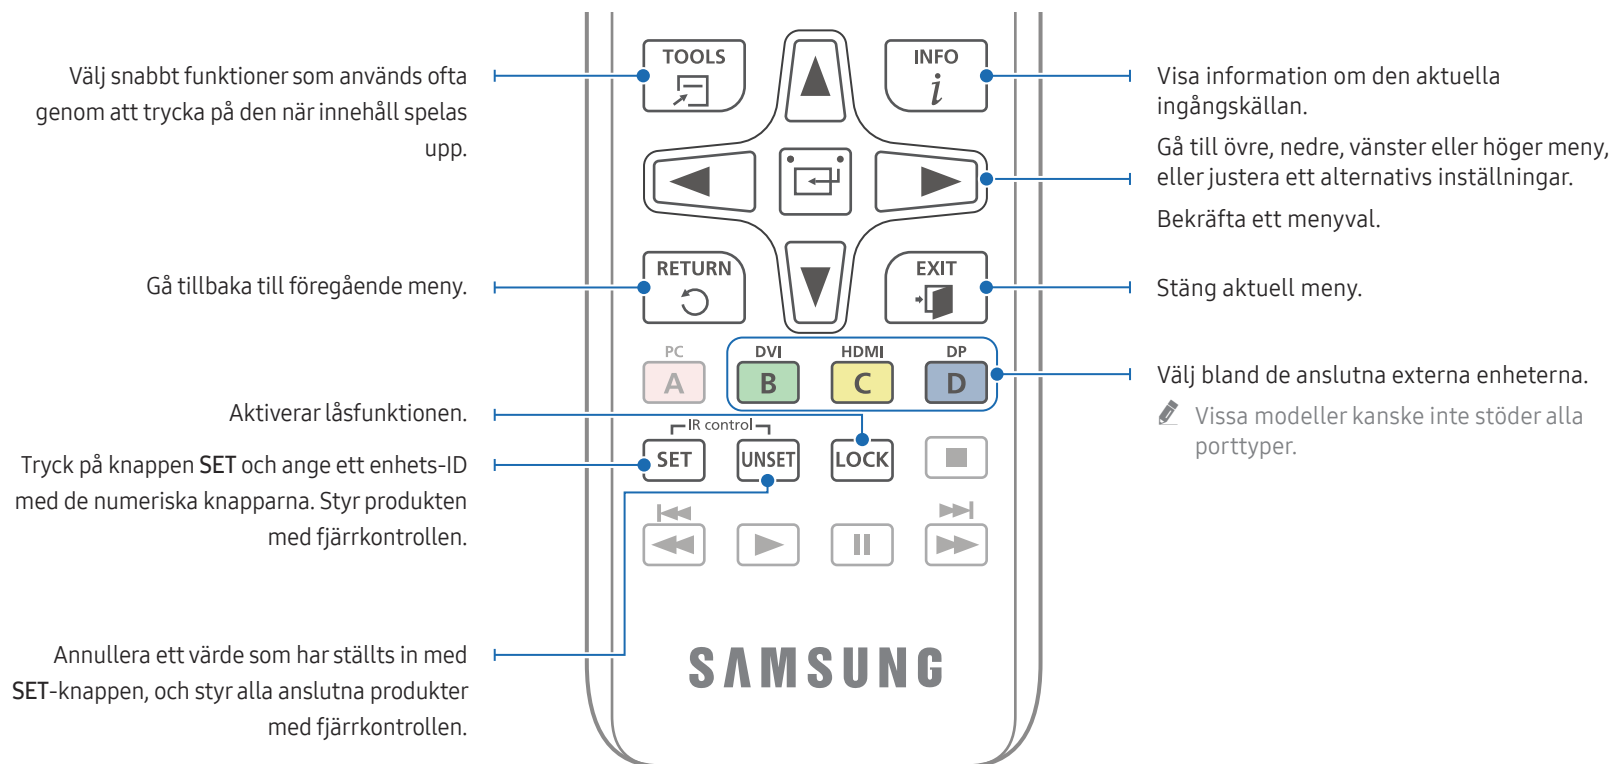 TOOLS
INFO
i
Välj snabbt funktioner som används ofta
genom att trycka på den när innehåll spelas
upp.
Visa information om den aktuella
ingångskällan.
Gå till övre, nedre, vänster eller höger meny,
eller justera ett alternativs inställningar.
Bekräfta ett menyval.
RETURN
EXIT
Gå tillbaka till föregående meny.
Stäng aktuell meny.
PC
DVI
HDMI
DP
A
B
C
D
Välj bland de anslutna externa enheterna.
Vissa modeller kanske inte stöder alla
porttyper.
Aktiverar låsfunktionen.
IR control
SET
UNSET
LOCK
Tryck på knappen SET och ange ett enhets-ID
med de numeriska knapparna. Styr produkten
med fjärrkontrollen.
Annullera ett värde som har ställts in med
SET-knappen, och styr alla anslutna produkter
med fjärrkontrollen.
SAMSUNG